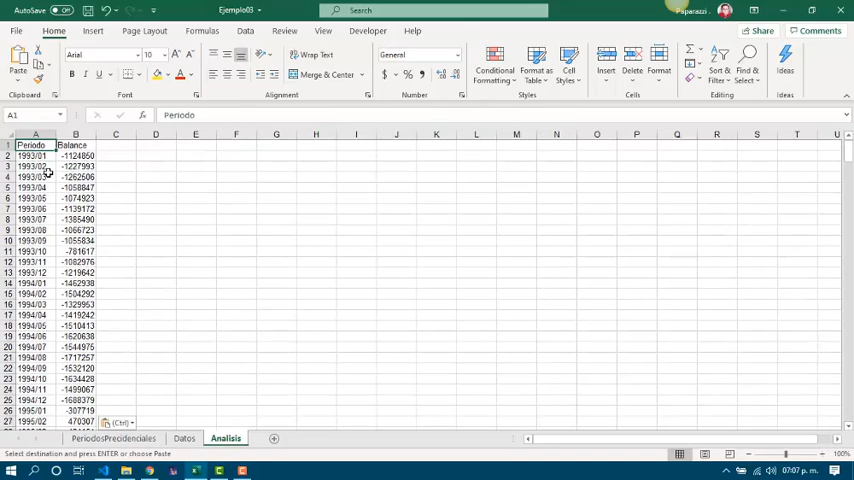 AutoSave Off Ejemplo03 Search Paparazzi .
File Home Insert Page Layout Formulas Data Review View Developer Help Share Comments
Paste Arial 10 Wrap Text General Conditional Formatting Format as Table Cell Styles Insert Delete Format Sort & Filter Find & Select Ideas
B I U Merge & Center $ %
Clipboard Font Alignment Number Styles Cells Editing Ideas
A1 fx Periodo
A B C D E F G H I J K L M N O P Q R S T U
1 Periodo Balance
2 1993/01 -1124850
3 1993/02 -1227993
4 1993/03 -1262506
5 1993/04 -1058847
6 1993/05 -1074923
7 1993/06 -1139172
8 1993/07 -1385490
9 1993/08 -1066723
10 1993/09 -1055834
11 1993/10 -781617
12 1993/11 -1082976
13 1993/12 -1219642
14 1994/01 -1462938
15 1994/02 -1504292
16 1994/03 -1329953
17 1994/04 -1419242
18 1994/05 -1510413
19 1994/06 -1620638
20 1994/07 -1544975
21 1994/08 -1717257
22 1994/09 -1532120
23 1994/10 -1634428
24 1994/11 -1499067
25 1994/12 -1688379
26 1995/01 -307719
27 1995/02 470307
(Ctrl)
PeriodosPrecidenciales Datos Analisis
Select destination and press ENTER or choose Paste 100%
07:07 p. m.